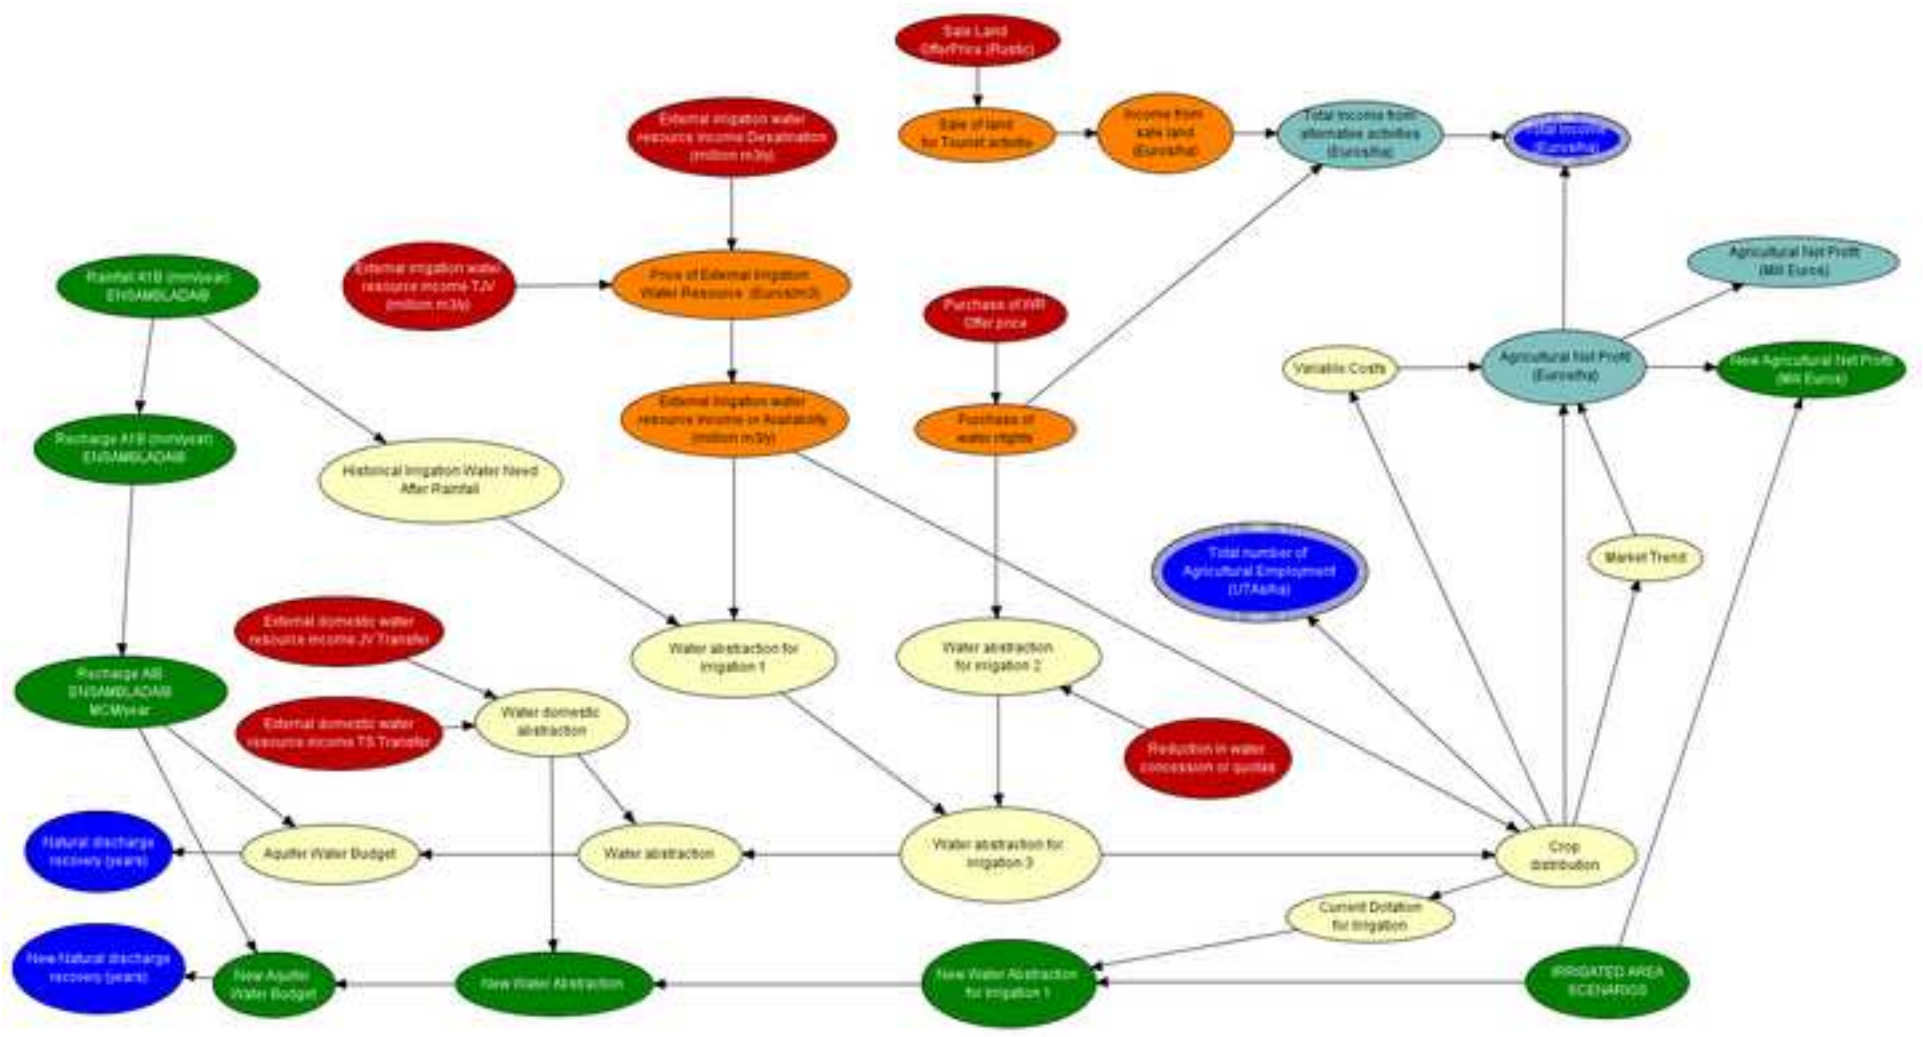 Sale Land
OfferPrice (Rustic)
External irrigation water
resource income Desalination
(million m3/y)
Sale of land
for Tourist activitie
Income from
sale land
(Euros/ha)
Total Income from
alternative activities
(Euros/ha)
Total Income
(Euros/ha)
Rainfall A1B (mm/year)
ENSAMBLADAIB
External irrigation water
resource income TJV
(million m3/y)
Price of External Irrigation
Water Resource (Euros/m3)
Purchase of WR
Offer price
Agricultural Net Profit
(Mill Euros)
Variable Costs
Agricultural Net Profit
(Euros/ha)
New Agricultural Net Profit
(Mill Euros)
Recharge A1B (mm/year)
ENSAMBLADAIB
External Irrigation water
resource income or Availability
(million m3/y)
Purchase of
water rights
Historical Irrigation Water Need
After Rainfall
Total number of
Agricultural Employment
(UTAs/ha)
Market Trend
External domestic water
resource income JV Transfer
Water abstraction for
irrigation 1
Water abstraction
for irrigation 2
Recharge AIB
ENSAMBLADAIB
MCM/year
External domestic water
resource income TS Transfer
Water domestic
abstraction
Reduction in water
concession or quotas
Natural discharge
recovery (years)
Aquifer Water Budget
Water abstraction
Water abstraction for
irrigation 3
Crop
distribution
Current Dotation
for Irrigation
New Natural discharge
recovery (years)
New Aquifer
Water Budget
New Water Abstraction
New Water Abstraction
for Irrigation 1
IRRIGATED AREA
SCENARIOS